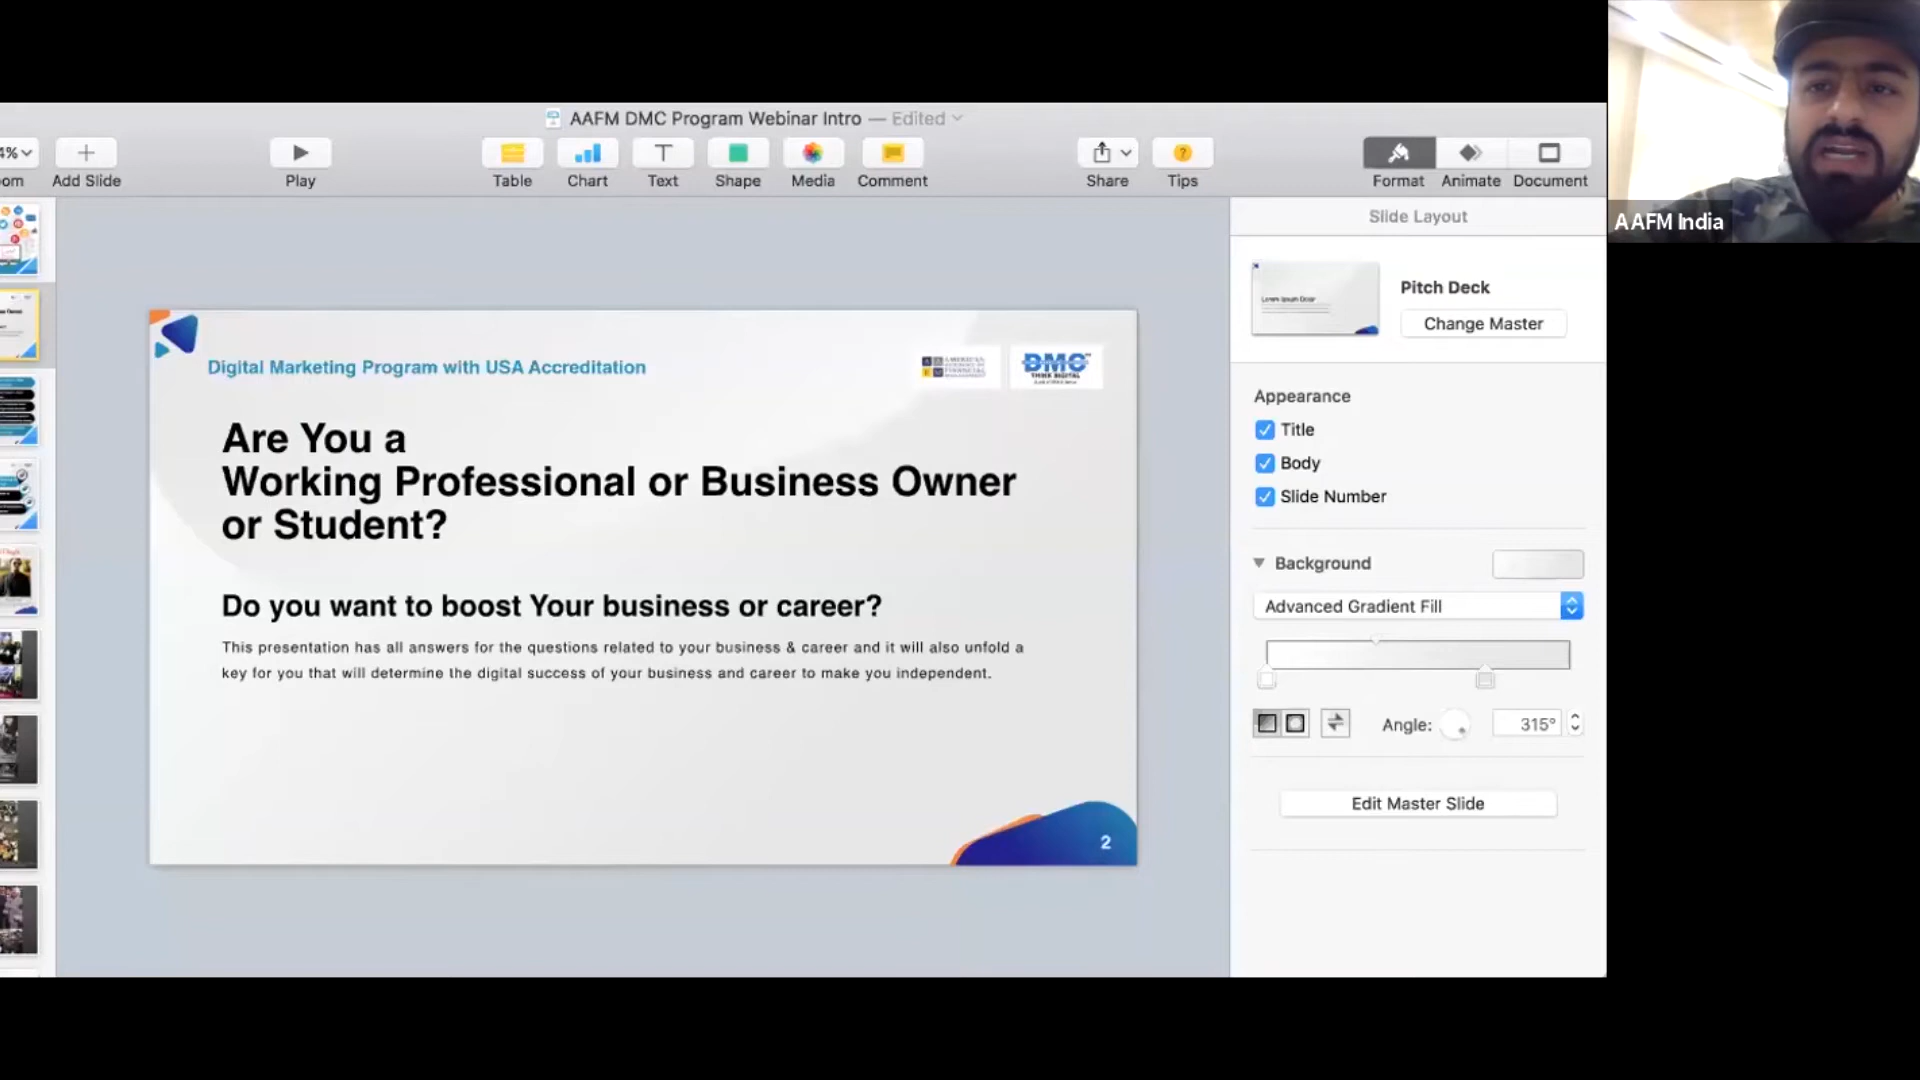 AAFM DMC Program Webinar Intro — Edited
4%
oom
Add Slide
Play
Table
Chart
Text
Shape
Media
Comment
Share
Tips
Format
Animate
Document
AAFM India
Slide Layout
Pitch Deck
Change Master
Digital Marketing Program with USA Accreditation
AMERICAN
DMC
THINK DIGITAL
Are You a
Working Professional or Business Owner
or Student?
Do you want to boost Your business or career?
This presentation has all answers for the questions related to your business & career and it will also unfold a
key for you that will determine the digital success of your business and career to make you independent.
2
Appearance
Title
Body
Slide Number
Background
Advanced Gradient Fill
Angle: 315°
Edit Master Slide